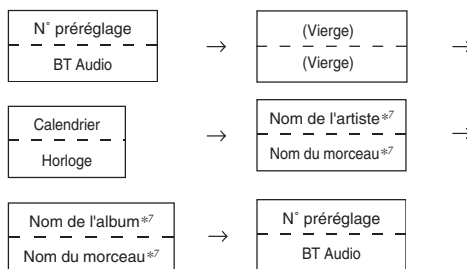 N˚ préréglage
BT Audio
→
(Vierge)
(Vierge)
→
Calendrier
Horloge
→
Nom de l'artiste*7
Nom du morceau*7
→
Nom de l'album*7
Nom du morceau*7
→
N˚ préréglage
BT Audio